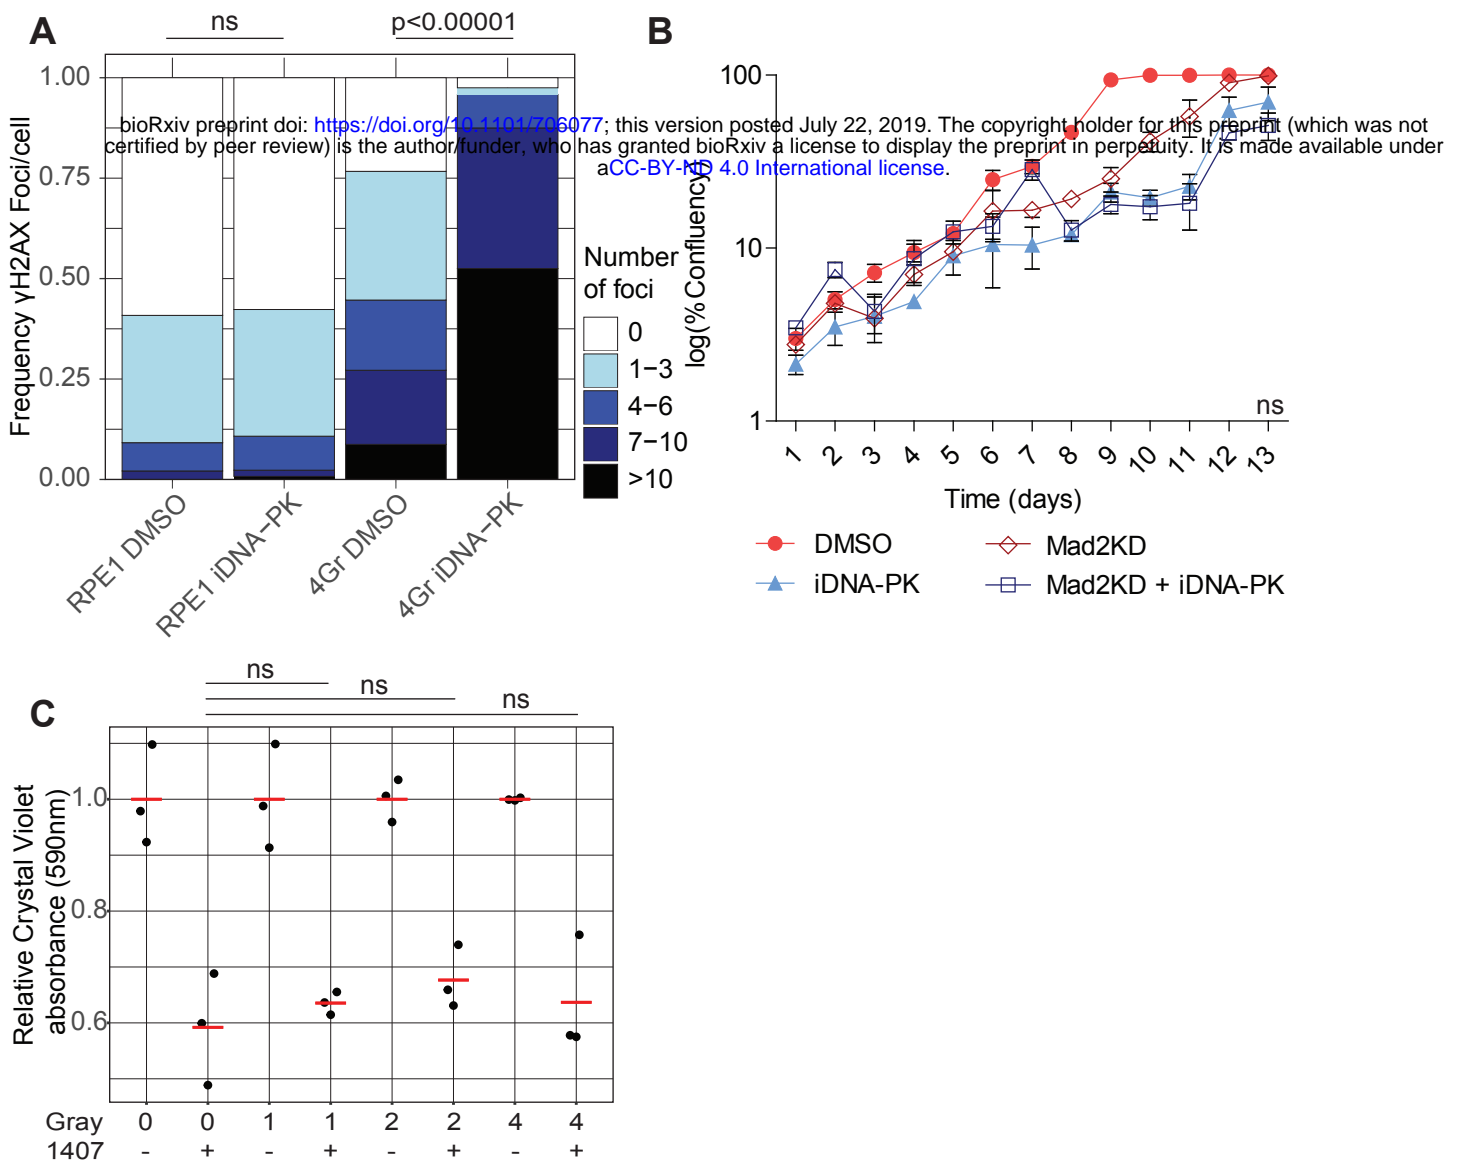 A
ns
p<0.00001
Frequency γH2AX Foci/cell
1.00
0.75
0.50
0.25
0.00
RPE1 DMSO
RPE1 iDNA−PK
4Gr DMSO
4Gr iDNA−PK
Number
of foci
0
1−3
4−6
7−10
>10
bioRxiv preprint doi: https://doi.org/10.1101/706077; this version posted July 22, 2019. The copyright holder for this preprint (which was not
certified by peer review) is the author/funder, who has granted bioRxiv a license to display the preprint in perpetuity. It is made available under
aCC-BY-ND 4.0 International license.
B
log(% Confluency)
100
10
1
ns
1 2 3 4 5 6 7 8 9 10 11 12 13
Time (days)
DMSO
Mad2KD
iDNA-PK
Mad2KD + iDNA-PK
C
ns
ns
ns
Relative Crystal Violet
absorbance (590nm)
1.0
0.8
0.6
Gray 0 0 1 1 2 2 4 4
1407 - + - + - + - +